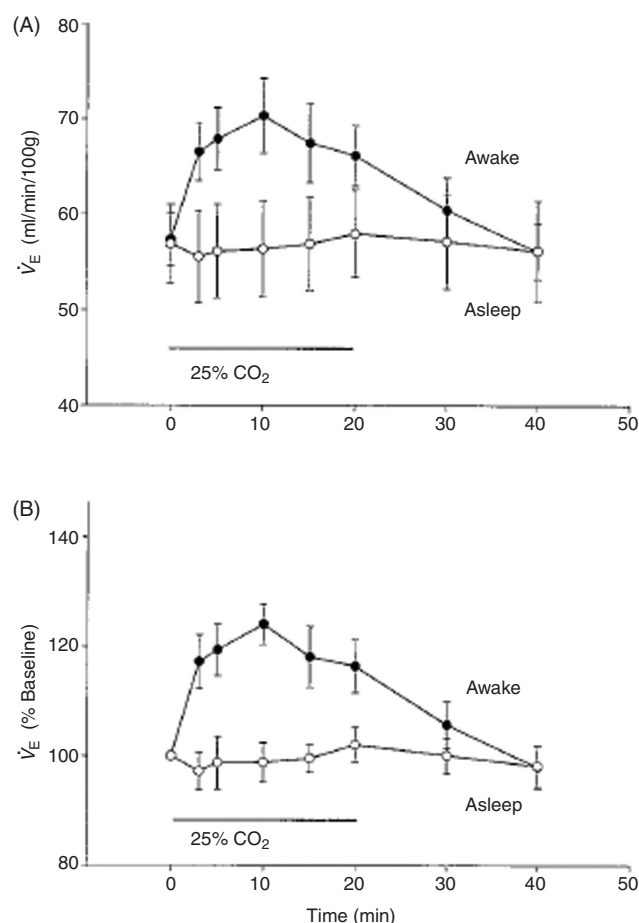 (A)
80
70
60
50
40
V̇E (ml/min/100g)
Awake
Asleep
25% CO2
0 10 20 30 40 50
(B)
140
120
100
80
V̇E (% Baseline)
Awake
Asleep
25% CO2
0 10 20 30 40 50
Time (min)